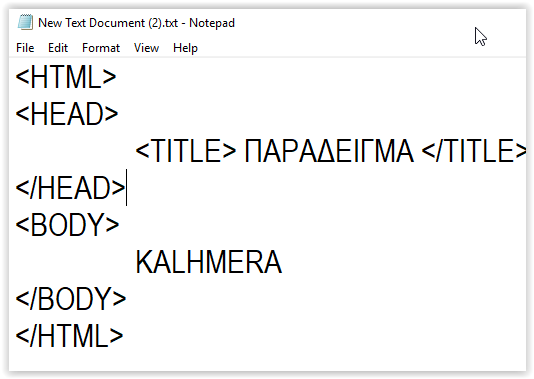 New Text Document (2).txt - Notepad
File Edit Format View Help
<HTML>
<HEAD>
<TITLE> ΠΑΡΑΔΕΙΓΜΑ </TITLE>
</HEAD>
<BODY>
KALHMERA
</BODY>
</HTML>